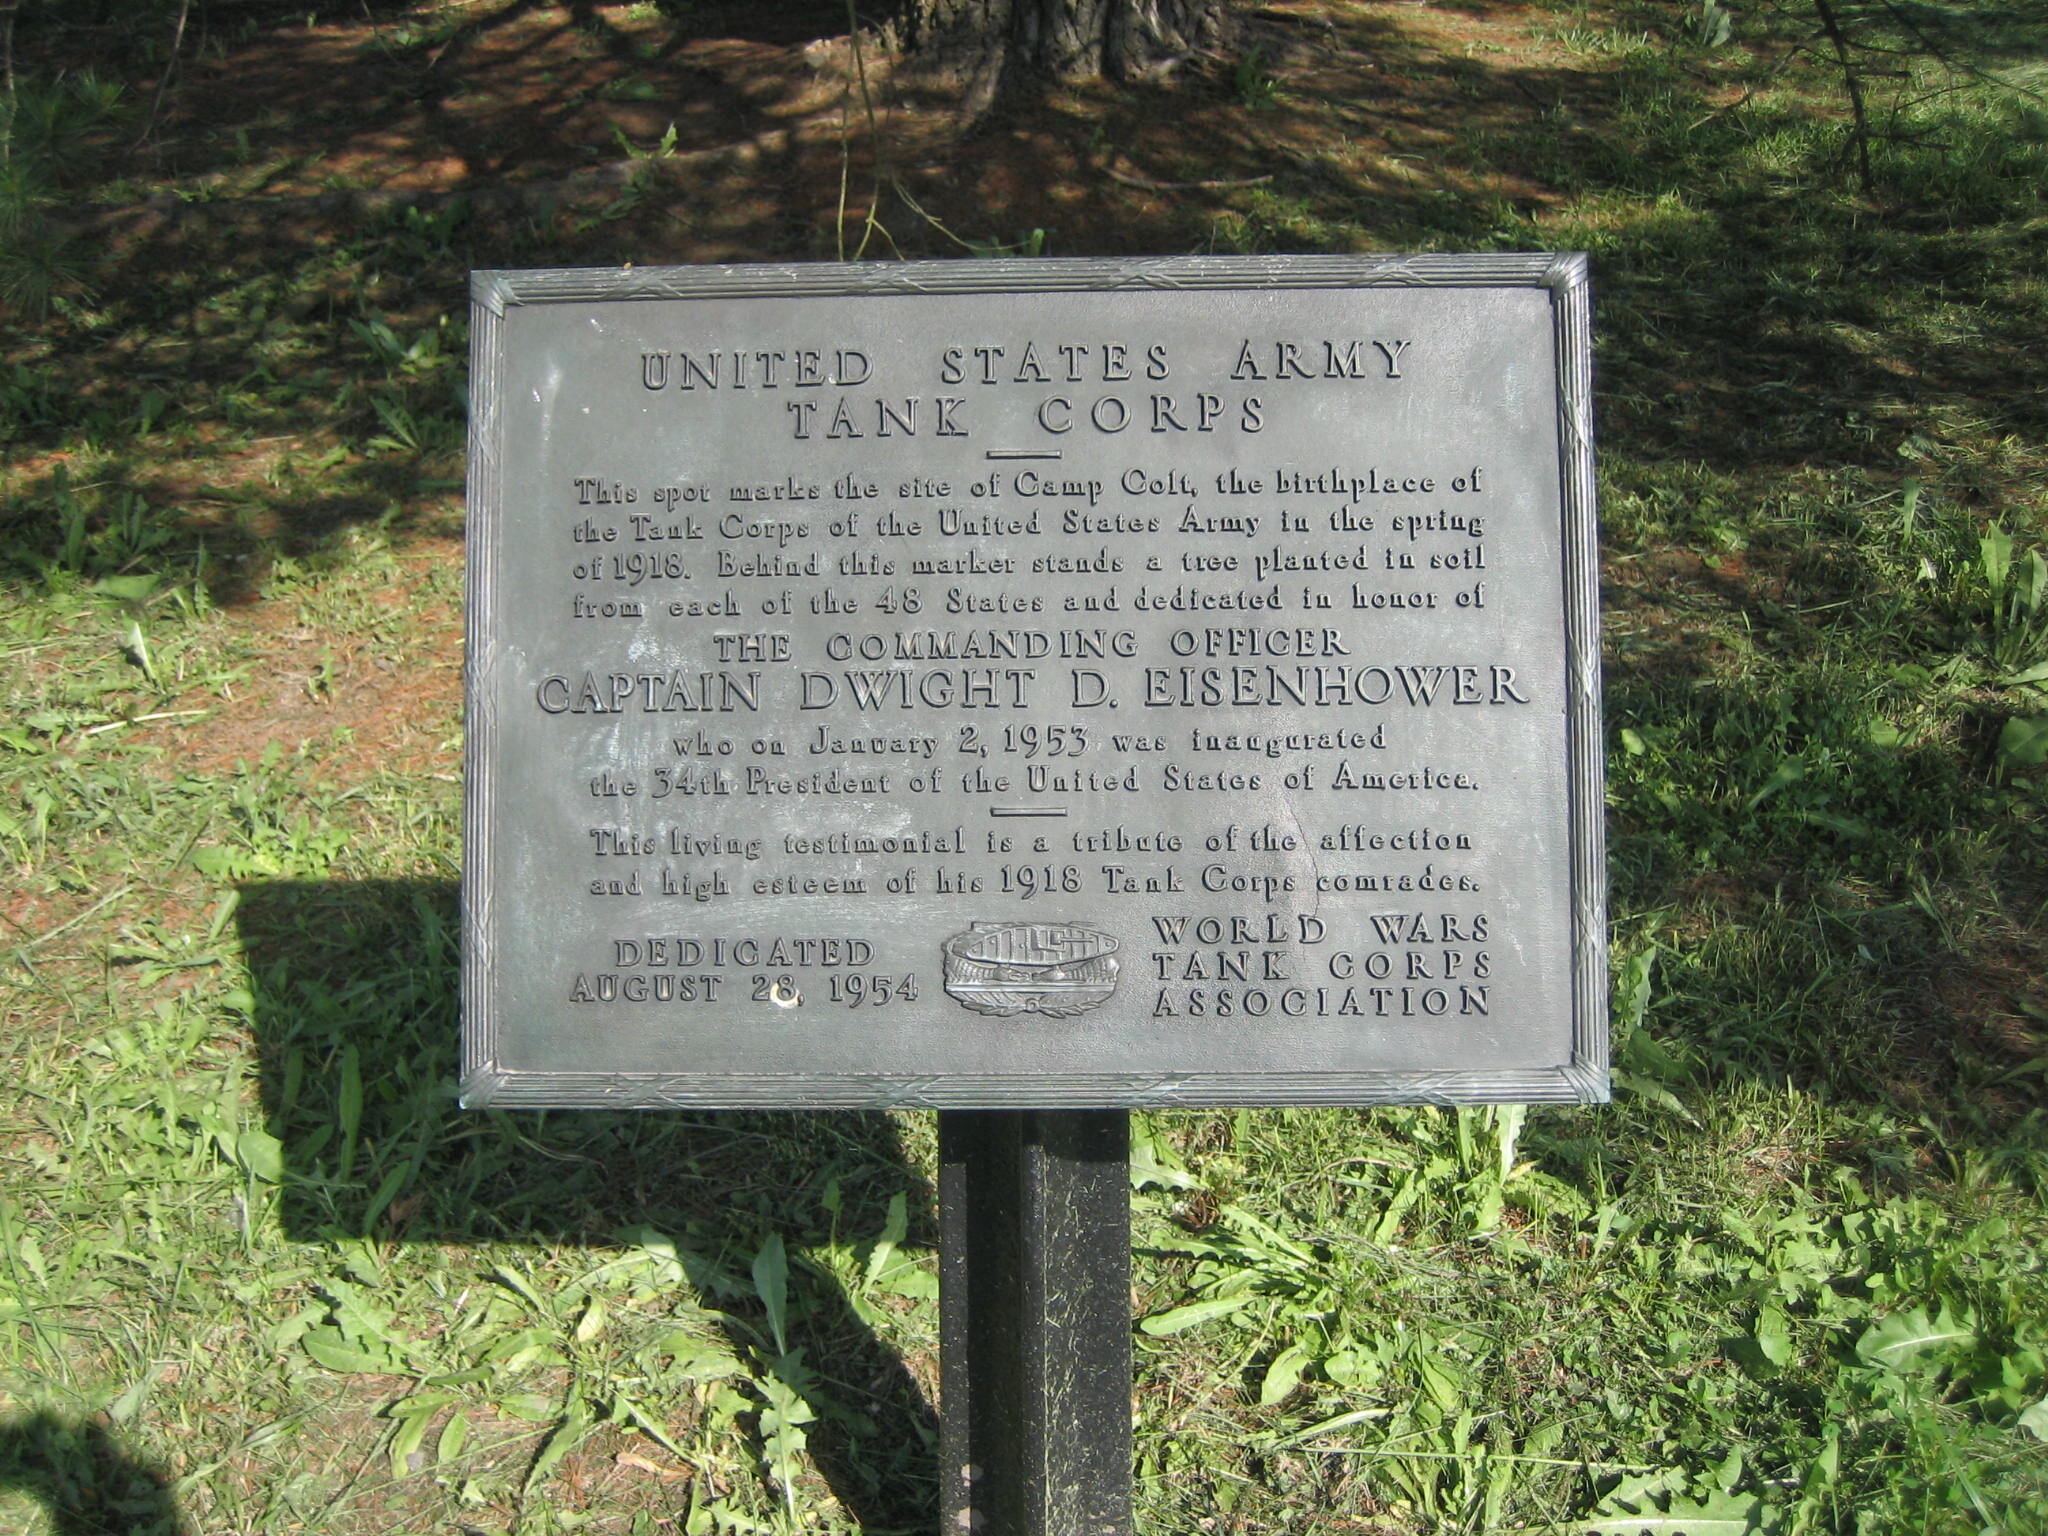 UNITED STATES ARMY
TANK CORPS
This spot marks the site of Camp Colt, the birthplace of
the Tank Corps of the United States Army in the spring
of 1918. Behind this marker stands a tree planted in soil
from each of the 48 States and dedicated in honor of
THE COMMANDING OFFICER
CAPTAIN DWIGHT D. EISENHOWER
who on January 2, 1953 was inaugurated
the 34th President of the United States of America.
This living testimonial is a tribute of the affection
and high esteem of his 1918 Tank Corps comrades.
DEDICATED
AUGUST 28, 1954
WORLD WARS
TANK CORPS
ASSOCIATION